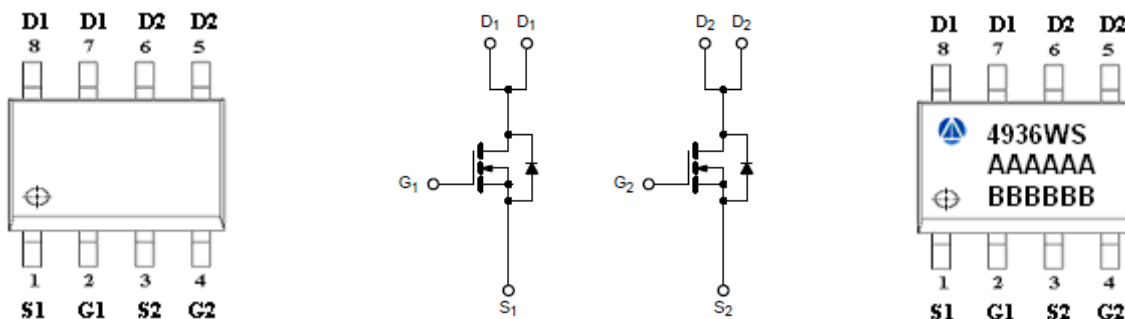 D1 D1 D2 D2
8 7 6 5
1 2 3 4
S1 G1 S2 G2
D1 D1
G1
S1
D2 D2
G2
S2
D1 D1 D2 D2
8 7 6 5
4936WS
AAAAAA
BBBBBB
1 2 3 4
S1 G1 S2 G2